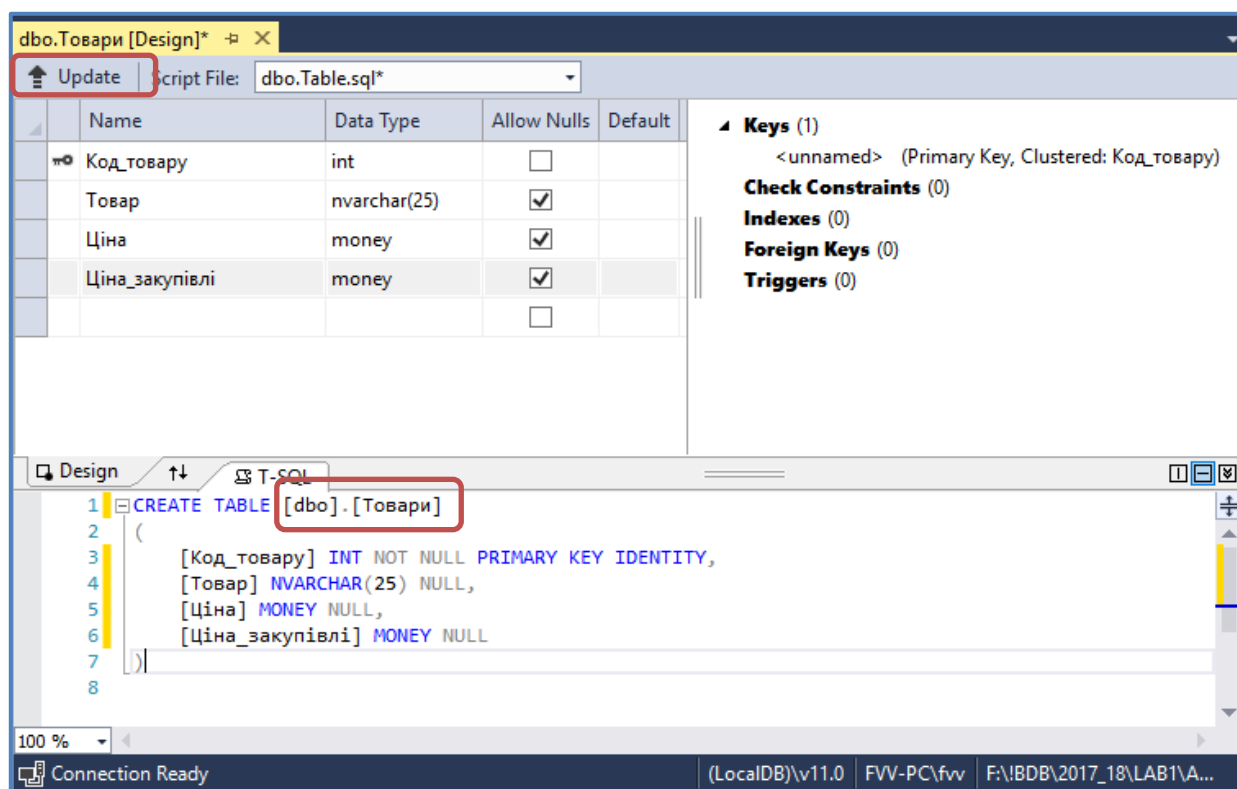 dbo.Товари [Design]*
Update Script File: dbo.Table.sql*
Name Data Type Allow Nulls Default
Код_товару int
Товар nvarchar(25)
Ціна money
Ціна_закупівлі money
Keys (1)
<unnamed> (Primary Key, Clustered: Код_товару)
Check Constraints (0)
Indexes (0)
Foreign Keys (0)
Triggers (0)
Design T-SQL
1 CREATE TABLE [dbo].[Товари]
2 (
3 [Код_товару] INT NOT NULL PRIMARY KEY IDENTITY,
4 [Товар] NVARCHAR(25) NULL,
5 [Ціна] MONEY NULL,
6 [Ціна_закупівлі] MONEY NULL
7 )
8
100 %
Connection Ready (LocalDB)\v11.0 FVV-PC\fvv F:\!BDB\2017_18\LAB1\A...